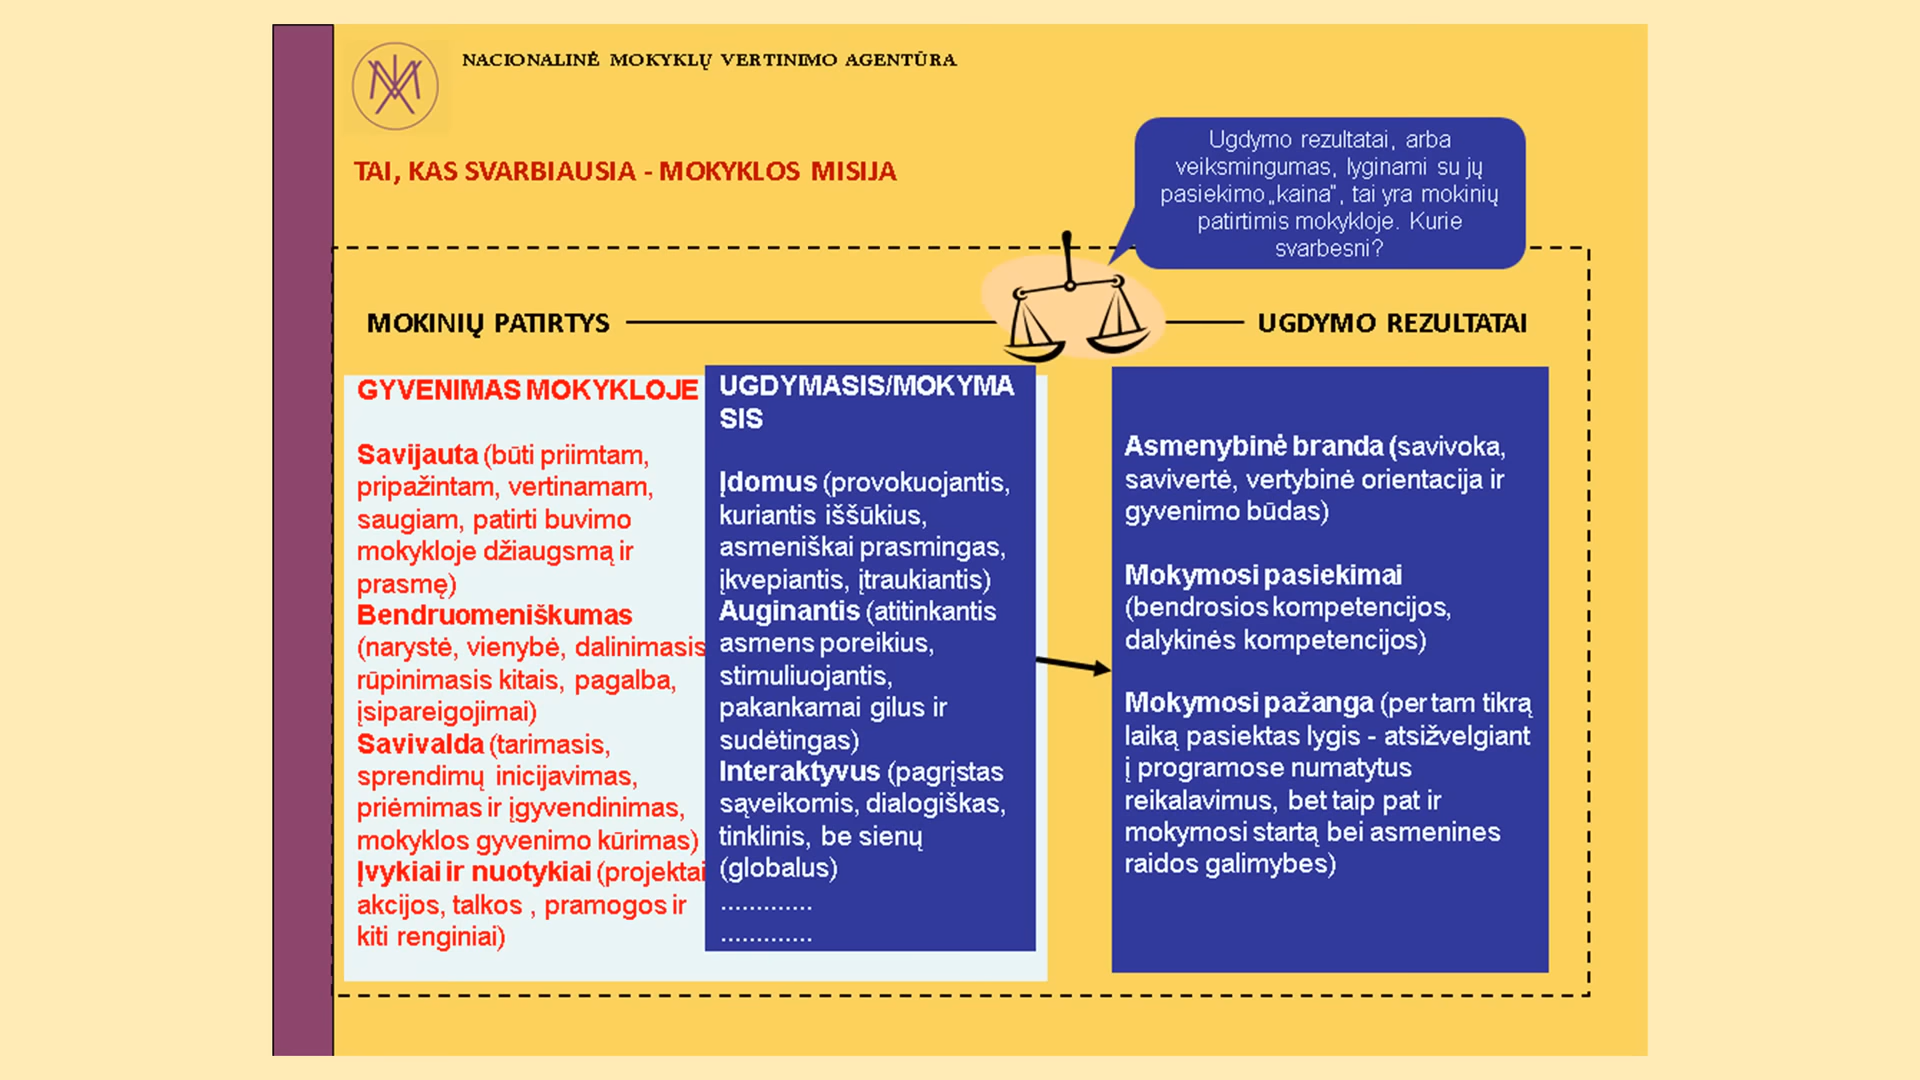 NACIONALINĖ MOKYKLŲ VERTINIMO AGENTŪRA
TAI, KAS SVARBIAUSIA - MOKYKLOS MISIJA
Ugdymo rezultatai, arba
veiksmingumas, lyginami su jų
pasiekimo „kaina“, tai yra mokinių
patirtimis mokykloje. Kurie
svarbesni?
MOKINIŲ PATIRTYS
UGDYMO REZULTATAI
GYVENIMAS MOKYKLOJE
Savijauta (būti priimtam,
pripažintam, vertinamam,
saugiam, patirti buvimo
mokykloje džiaugsmą ir
prasmę)
Bendruomeniškumas
(narystė, vienybė, dalinimasis
rūpinimasis kitais, pagalba,
įsipareigojimai)
Savivalda (tarimasis,
sprendimų inicijavimas,
priėmimas ir įgyvendinimas,
mokyklos gyvenimo kūrimas)
Įvykiai ir nuotykiai (projektai
akcijos, talkos , pramogos ir
kiti renginiai)
UGDYMASIS/MOKYMA
SIS
Įdomus (provokuojantis,
kuriantis iššūkius,
asmeniškai prasmingas,
įkvepiantis, įtraukiantis)
Auginantis (atitinkantis
asmens poreikius,
stimuliuojantis,
pakankamai gilus ir
sudėtingas)
Interaktyvus (pagrįstas
sąveikomis, dialogiškas,
tinklinis, be sienų
(globalus)
.............
.............
Asmenybinė branda (savivoka,
savivertė, vertybinė orientacija ir
gyvenimo būdas)
Mokymosi pasiekimai
(bendrosios kompetencijos,
dalykinės kompetencijos)
Mokymosi pažanga (per tam tikrą
laiką pasiektas lygis - atsižvelgiant
į programose numatytus
reikalavimus, bet taip pat ir
mokymosi startą bei asmenines
raidos galimybes)